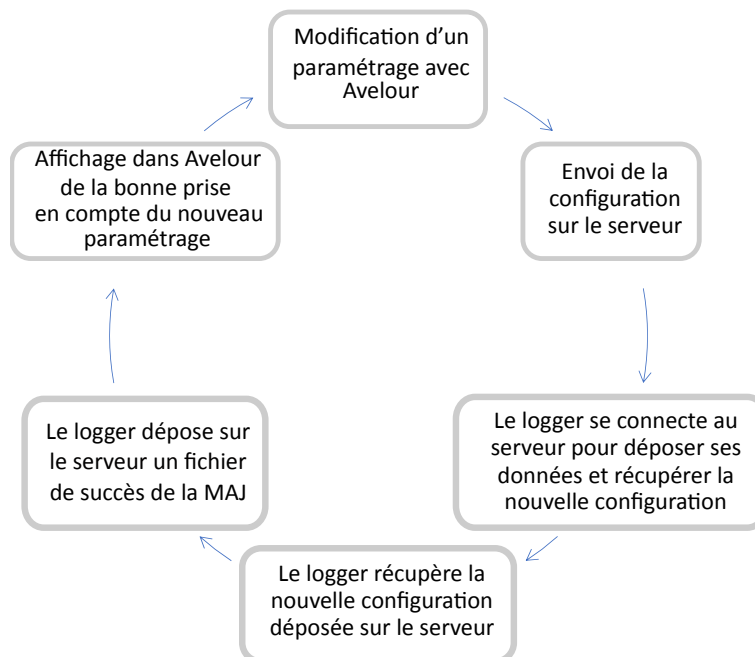 Modification d’un
paramétrage avec
Avelour
Envoi de la
configuration
sur le serveur
Le logger se connecte au
serveur pour déposer ses
données et récupérer la
nouvelle configuration
Le logger récupère la
nouvelle configuration
déposée sur le serveur
Le logger dépose sur
le serveur un fichier
de succès de la MAJ
Affichage dans Avelour
de la bonne prise
en compte du nouveau
paramétrage